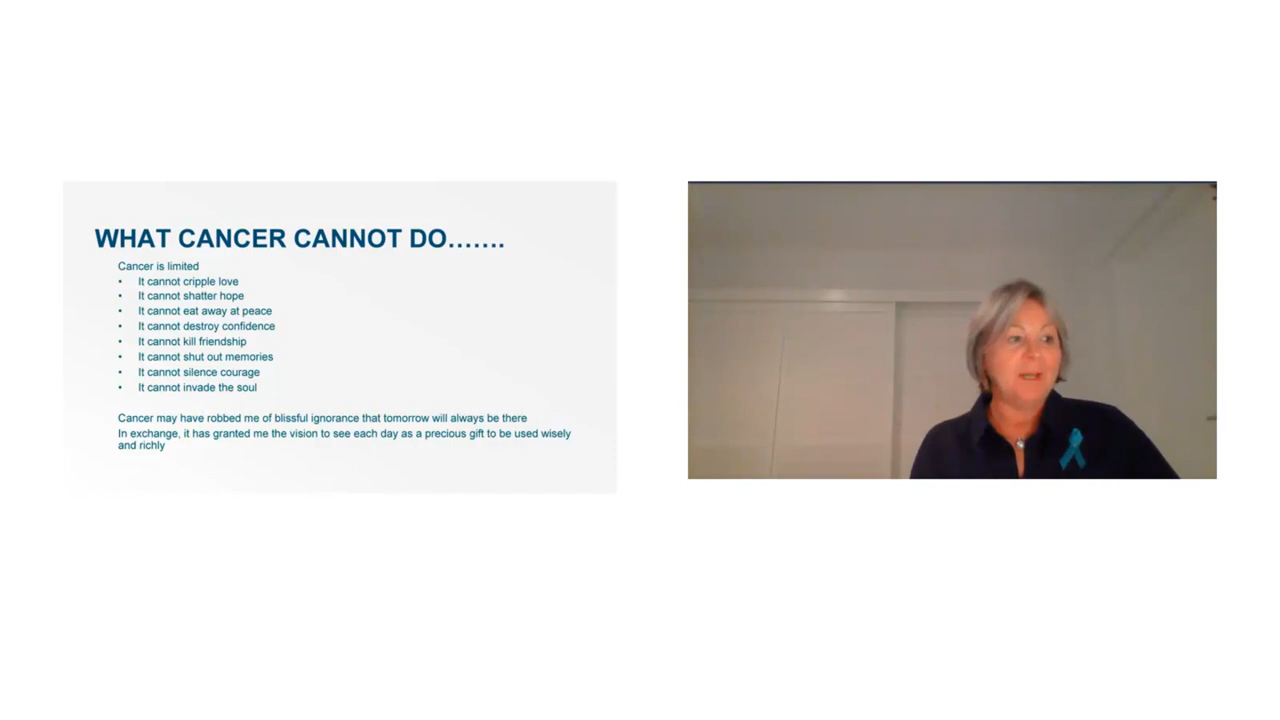 WHAT CANCER CANNOT DO…….
Cancer is limited
• It cannot cripple love
• It cannot shatter hope
• It cannot eat away at peace
• It cannot destroy confidence
• It cannot kill friendship
• It cannot shut out memories
• It cannot silence courage
• It cannot invade the soul
Cancer may have robbed me of blissful ignorance that tomorrow will always be there
In exchange, it has granted me the vision to see each day as a precious gift to be used wisely
and richly